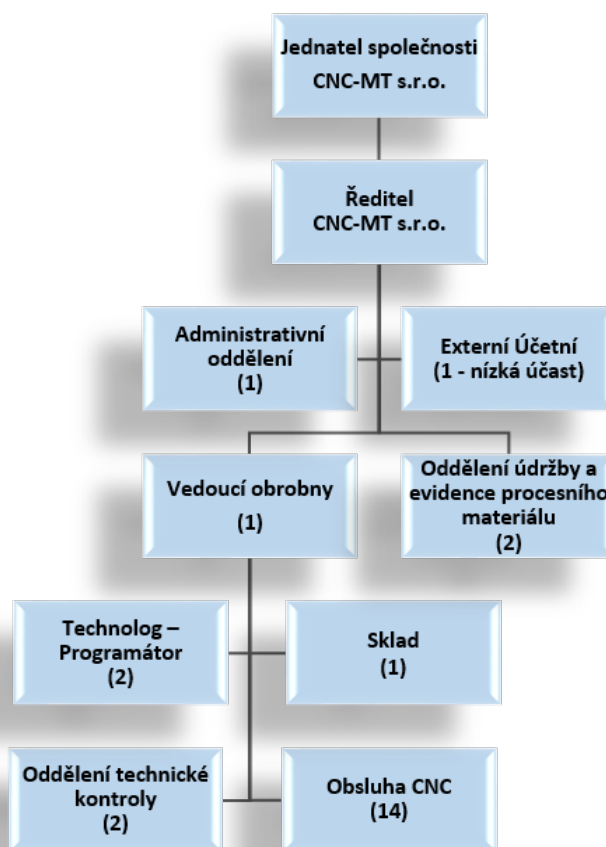 Jednatel společnosti
CNC-MT s.r.o.
Ředitel
CNC-MT s.r.o.
Administrativní
oddělení
(1)
Externí Účetní
(1 - nízká účast)
Vedoucí obrobny
(1)
Oddělení údržby a
evidence procesního
materiálu
(2)
Technolog –
Programátor
(2)
Sklad
(1)
Oddělení technické
kontroly
(2)
Obsluha CNC
(14)